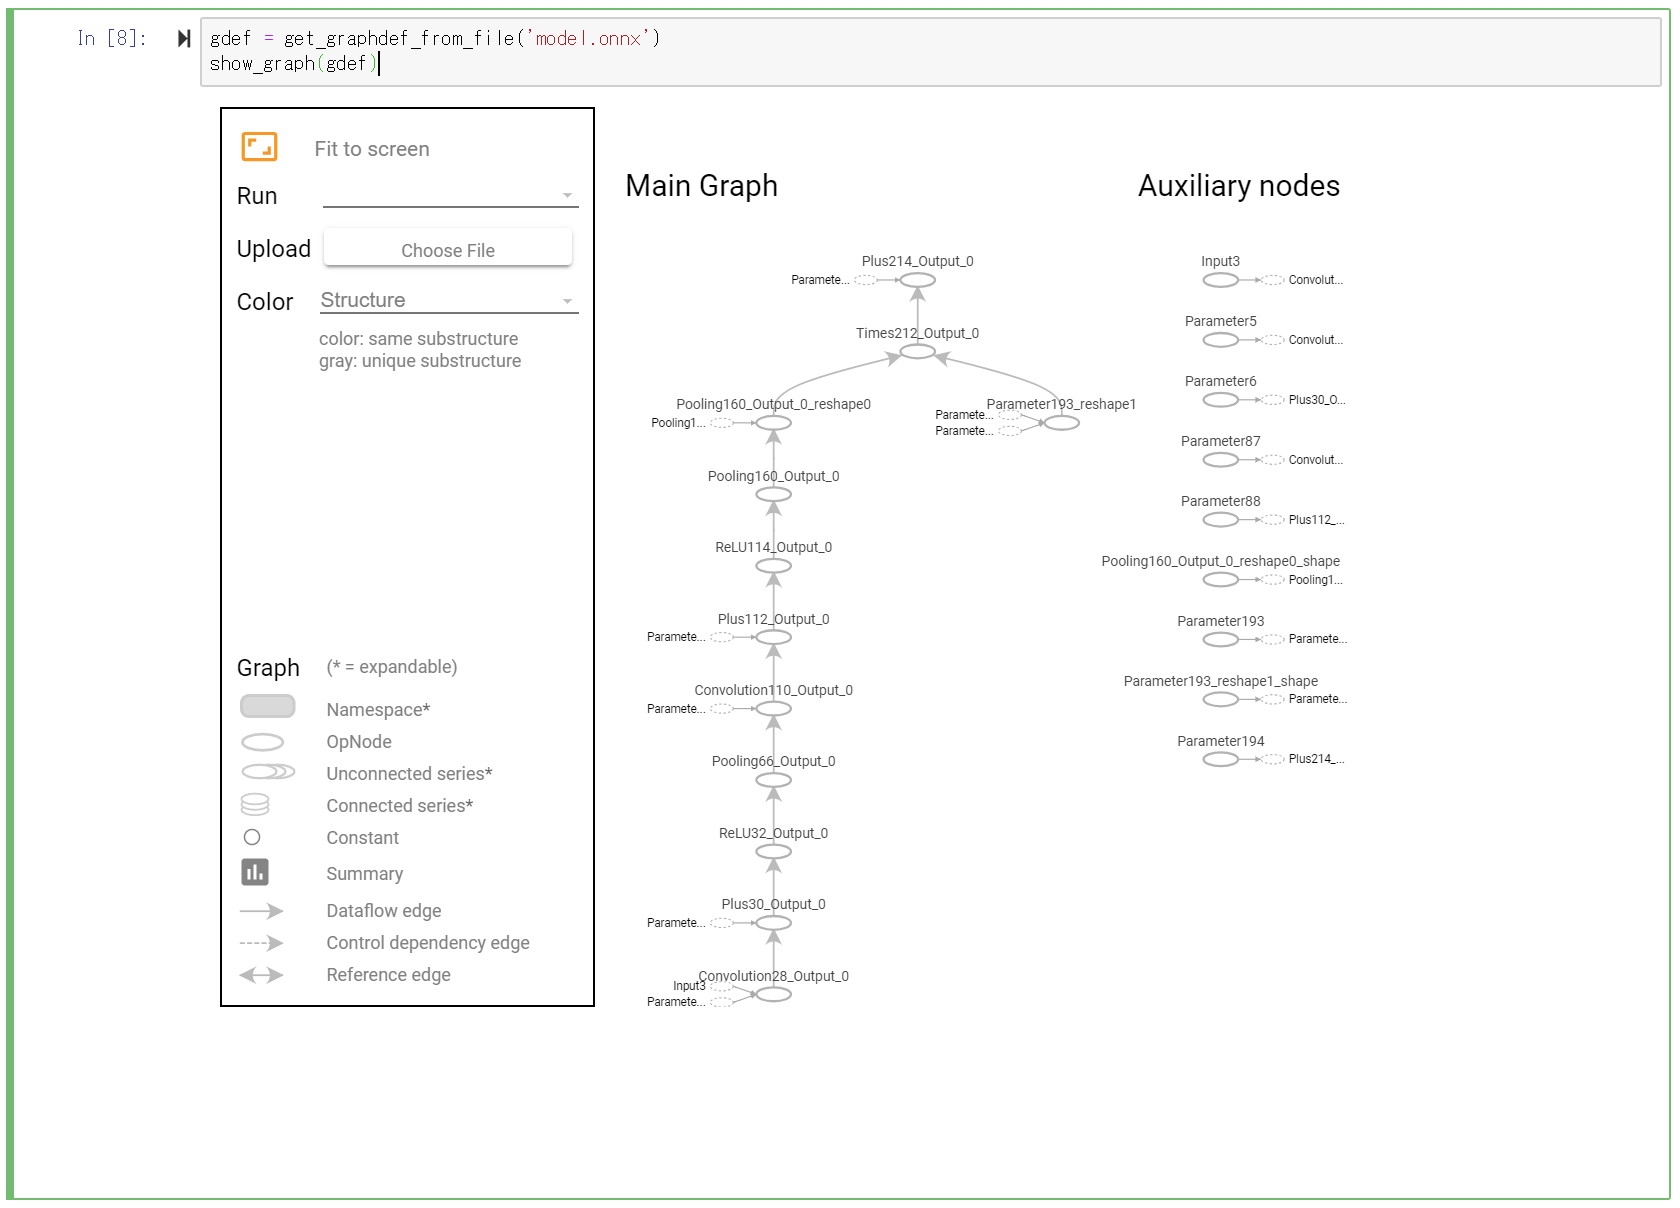 In [8]:
gdef = get_graphdef_from_file('model.onnx')
show_graph(gdef)
Fit to screen
Run
Upload
Choose File
Color
Structure
color: same substructure
gray: unique substructure
Graph
(* = expandable)
Namespace*
OpNode
Unconnected series*
Connected series*
Constant
Summary
Dataflow edge
Control dependency edge
Reference edge
Main Graph
Plus214_Output_0
Paramete...
Times212_Output_0
Pooling160_Output_0_reshape0
Pooling1...
Parameter193_reshape1
Paramete...
Paramete...
Pooling160_Output_0
ReLU114_Output_0
Plus112_Output_0
Paramete...
Convolution110_Output_0
Paramete...
Pooling66_Output_0
ReLU32_Output_0
Plus30_Output_0
Paramete...
Convolution28_Output_0
Input3
Paramete...
Auxiliary nodes
Input3
Convolut...
Parameter5
Convolut...
Parameter6
Plus30_O...
Parameter87
Convolut...
Parameter88
Plus112_...
Pooling160_Output_0_reshape0_shape
Pooling1...
Parameter193
Paramete...
Parameter193_reshape1_shape
Paramete...
Parameter194
Plus214_...